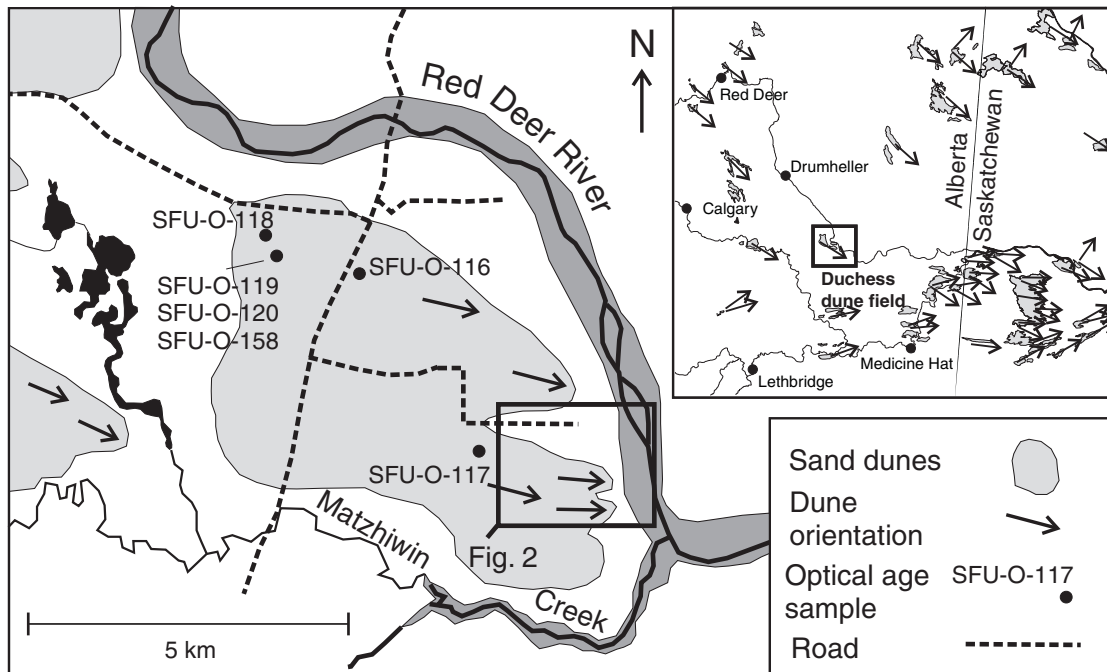 N
Red Deer River
SFU-O-118
SFU-O-116
SFU-O-119
SFU-O-120
SFU-O-158
SFU-O-117
Matzhiwin
Creek
Fig. 2
5 km
Red Deer
Drumheller
Calgary
Alberta
Saskatchewan
Duchess
dune field
Medicine Hat
Lethbridge
Sand dunes
Dune
orientation
Optical age
sample
SFU-O-117
Road